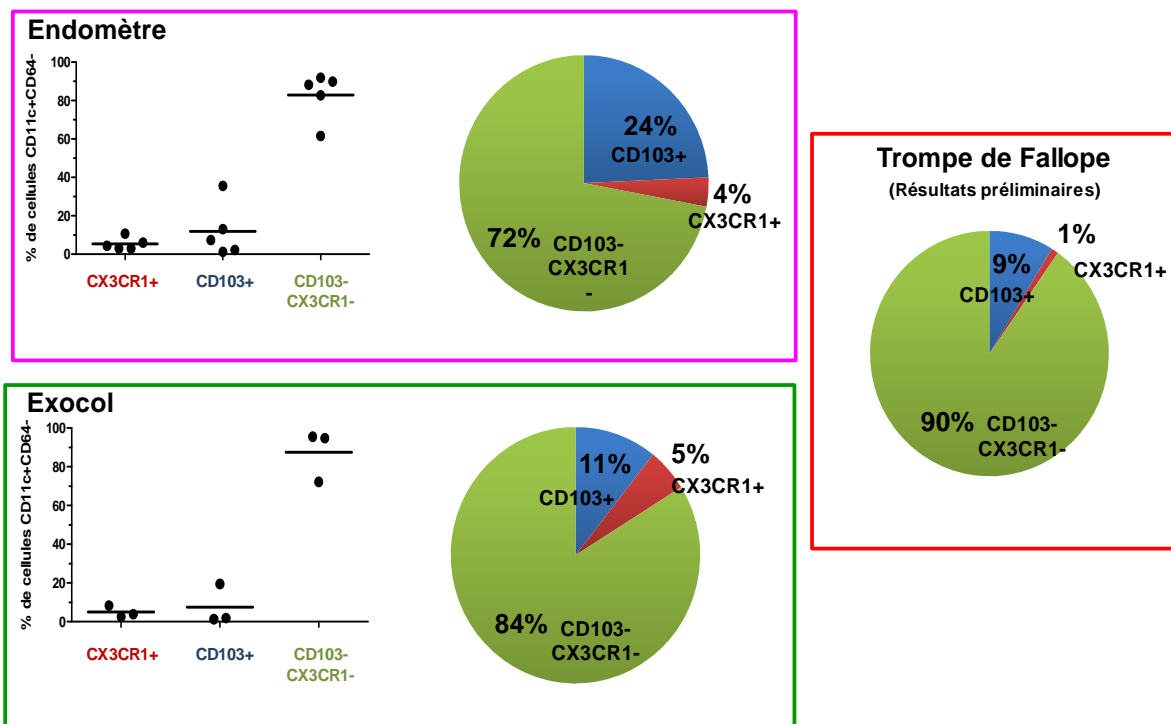 Endomètre
% de cellules CD11c+CD64-
100
80
60
40
20
0
CX3CR1+
CD103+
CD103-
CX3CR1-
24%
CD103+
4%
CX3CR1+
72% CD103-
CX3CR1
-
Exocol
% de cellules CD11c+CD64-
100
80
60
40
20
0
CX3CR1+
CD103+
CD103-
CX3CR1-
11%
CD103+
5%
CX3CR1+
84% CD103-
CX3CR1-
Trompe de Fallope
(Résultats préliminaires)
1%
CX3CR1+
9%
CD103+
90% CD103-
CX3CR1-